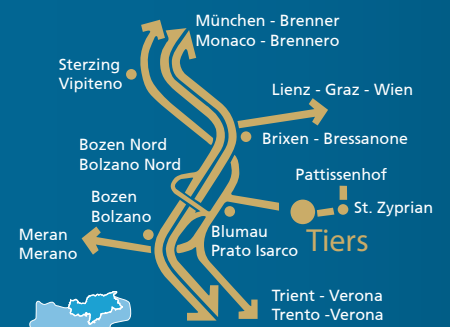 München - Brenner
Monaco - Brennero
Sterzing
Vipiteno
Lienz - Graz - Wien
Brixen - Bressanone
Bozen Nord
Bolzano Nord
Pattissenhof
Bozen
Bolzano
St. Zyprian
Meran
Merano
Blumau
Prato Isarco
Tiers
Trient - Verona
Trento -Verona